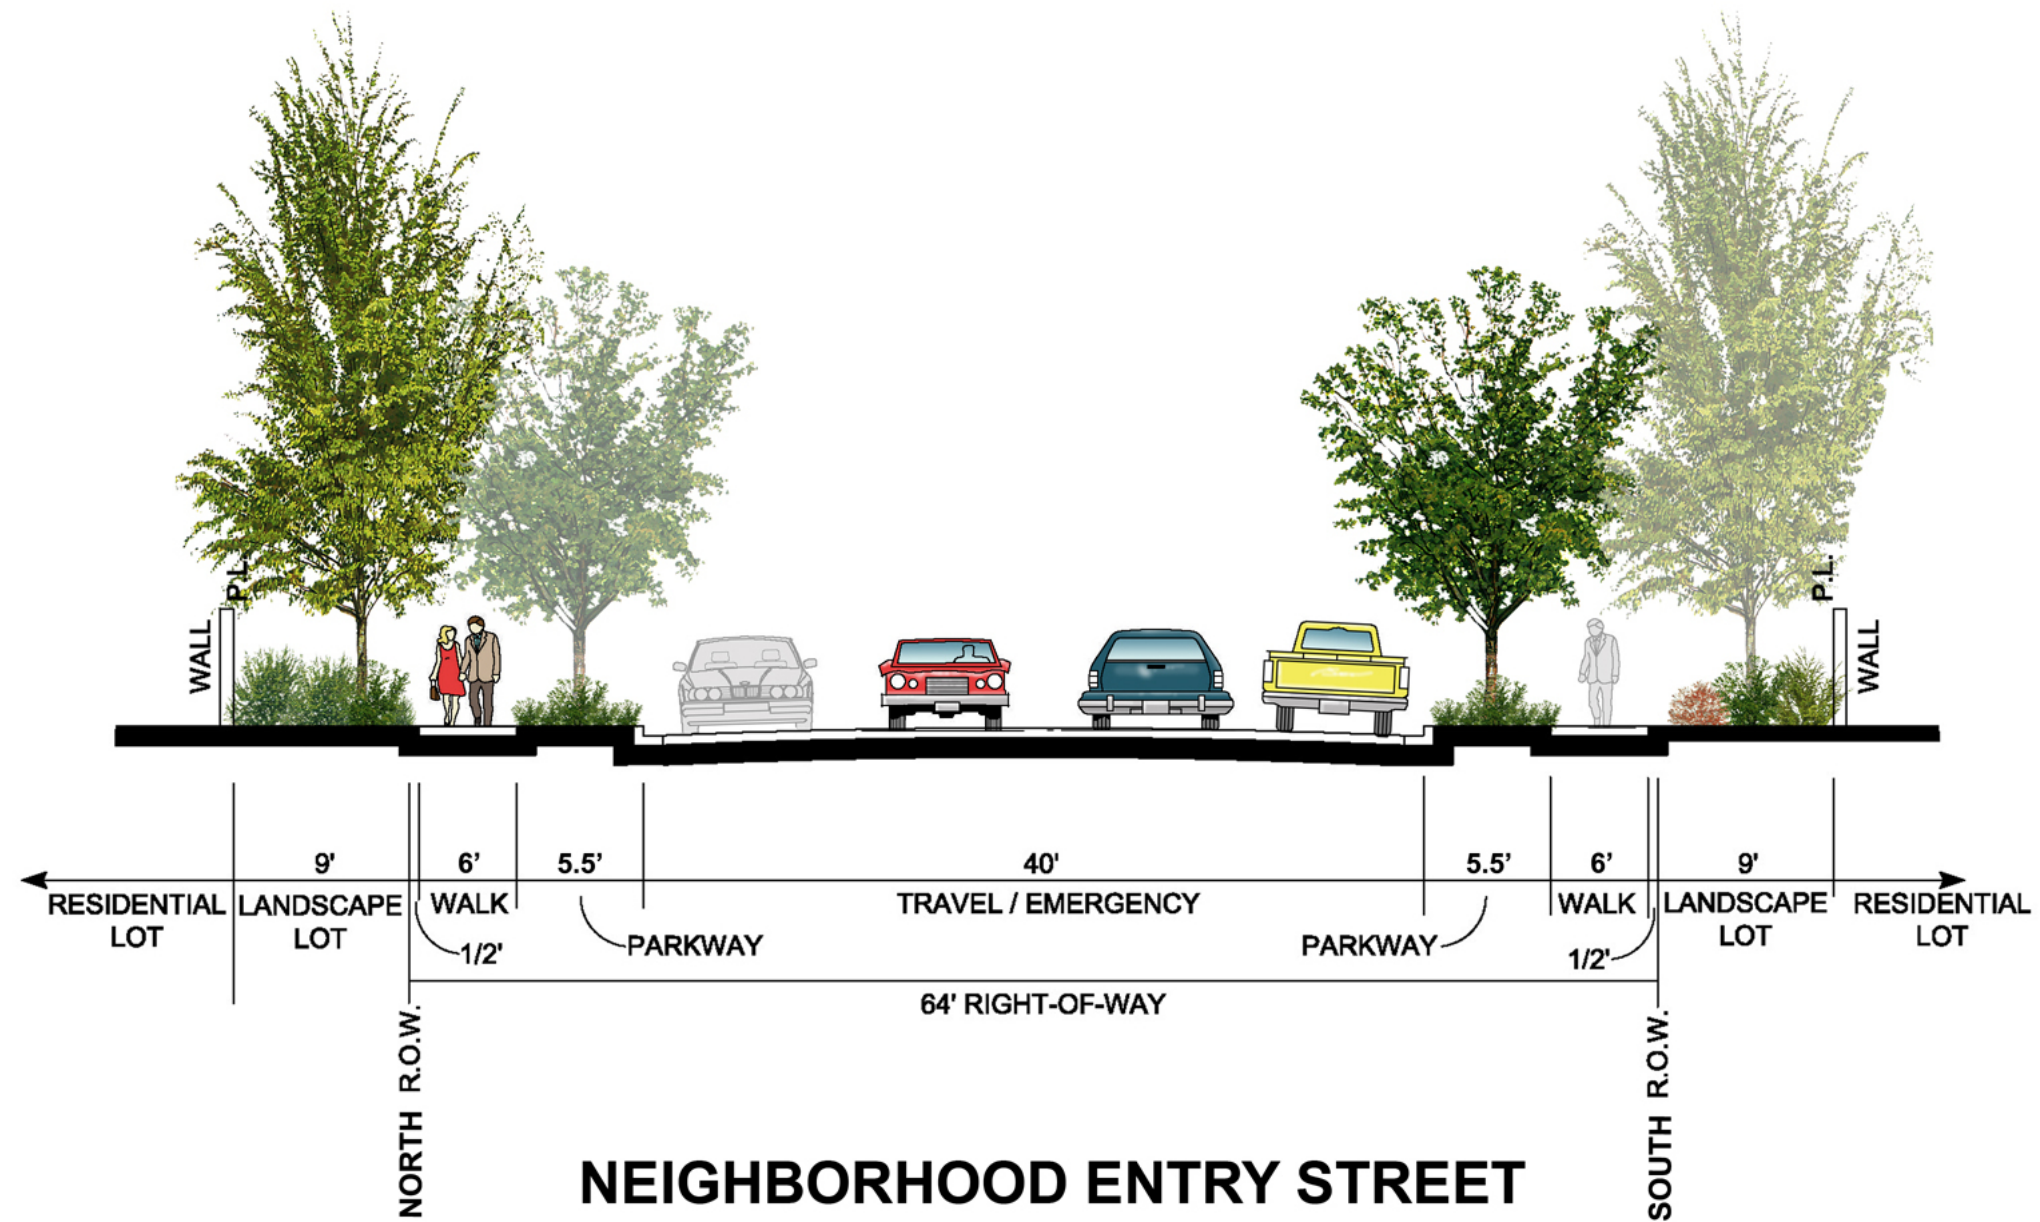 P.L.
WALL
P.L.
WALL
9'
6’
5.5’
40'
5.5’
6’
9'
RESIDENTIAL
LOT
LANDSCAPE
LOT
WALK
1/2'
PARKWAY
TRAVEL / EMERGENCY
PARKWAY
WALK
1/2'
LANDSCAPE
LOT
RESIDENTIAL
LOT
64' RIGHT-OF-WAY
NORTH R.O.W.
SOUTH R.O.W.
NEIGHBORHOOD ENTRY STREET